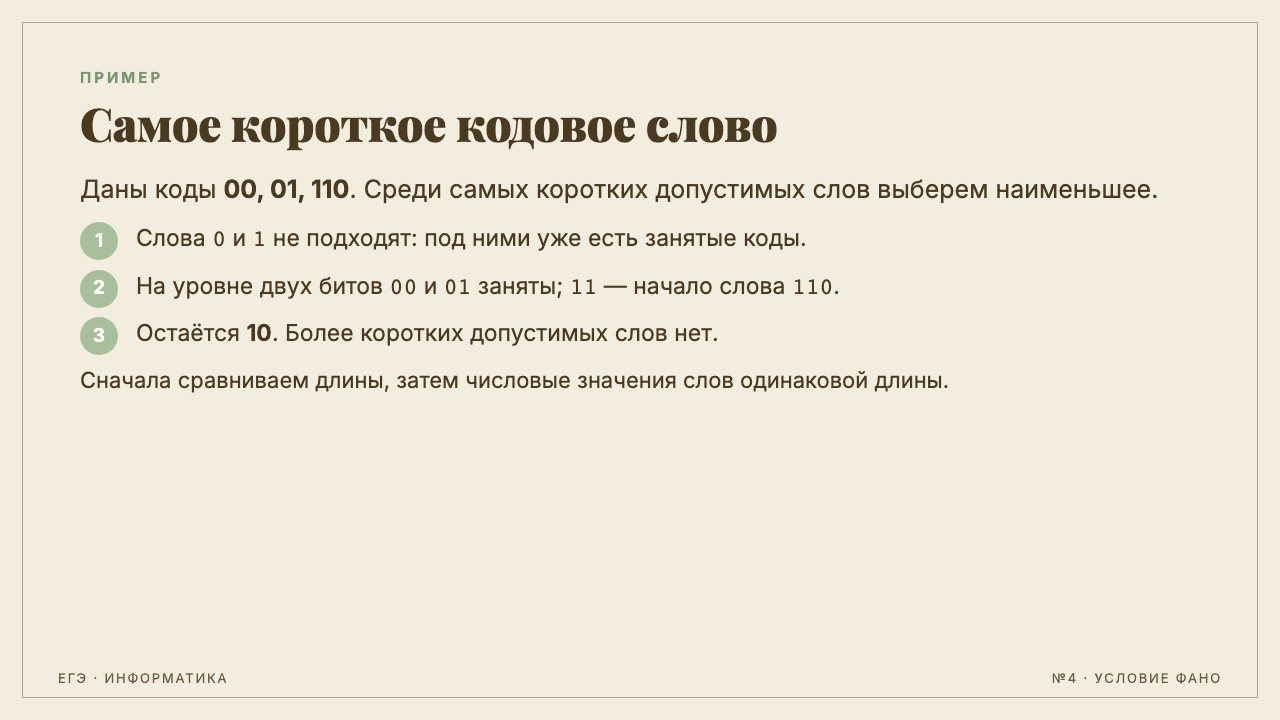 ПРИМЕР
Самое короткое кодовое слово
Даны коды 00, 01, 110. Среди самых коротких допустимых слов выберем наименьшее.
1 Слова 0 и 1 не подходят: под ними уже есть занятые коды.
2 На уровне двух битов 00 и 01 заняты; 11 — начало слова 110.
3 Остаётся 10. Более коротких допустимых слов нет.
Сначала сравниваем длины, затем числовые значения слов одинаковой длины.
ЕГЭ · ИНФОРМАТИКА
№4 · УСЛОВИЕ ФАНО